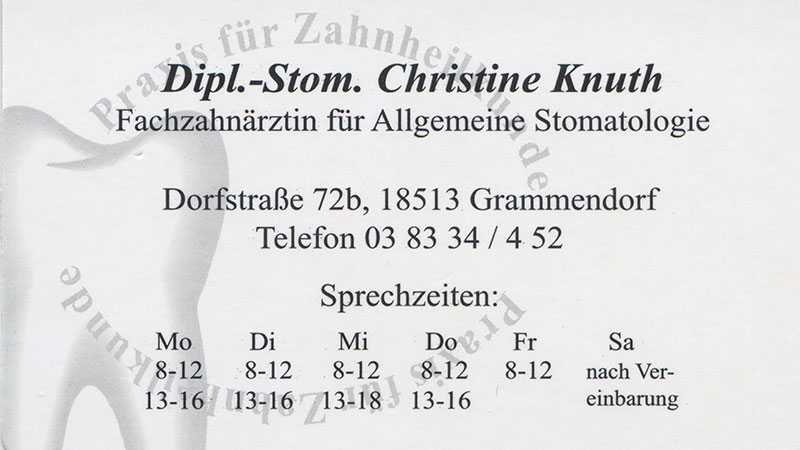 Praxis für Zahnheilkunde
Dipl.-Stom. Christine Knuth
Fachzahnärztin für Allgemeine Stomatologie
Dorfstraße 72b, 18513 Grammendorf
Telefon 03 83 34 / 4 52
Sprechzeiten:
Mo Di Mi Do Fr Sa
8-12 8-12 8-12 8-12 8-12 nach Ver-
13-16 13-16 13-18 13-16 einbarung
Praxis für Zahnheilkunde